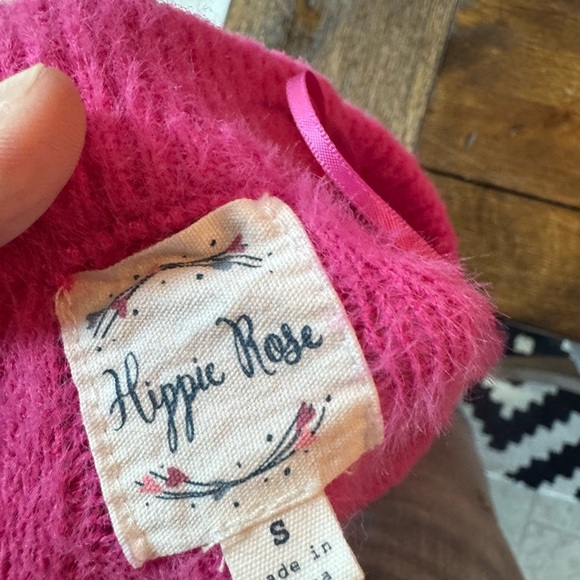 Hippie Rose
S
ade in
a